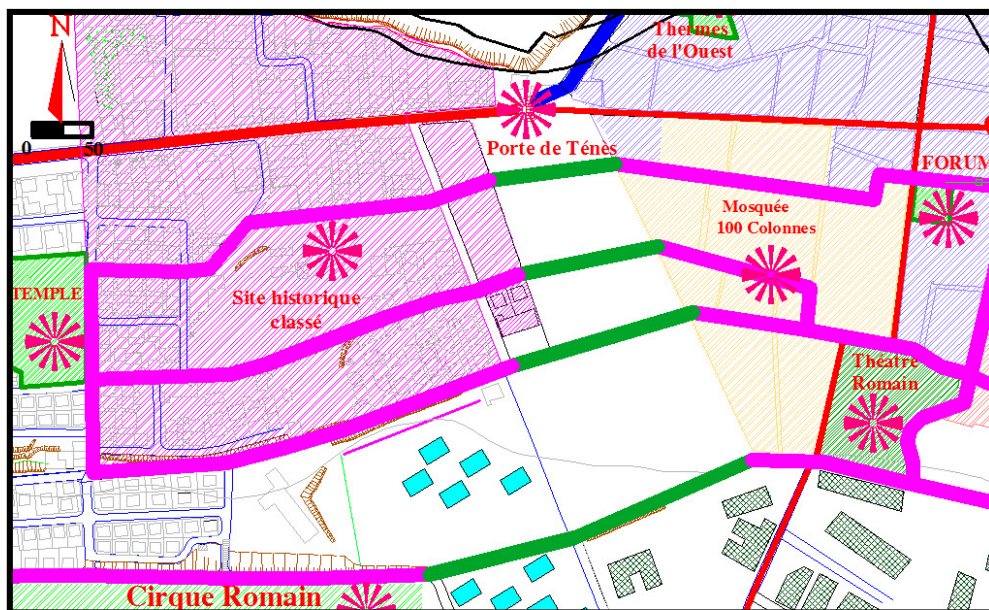 N
0 50
Thermes
de l'Ouest
Porte de Ténès
FORUM
Mosquée
100 Colonnes
TEMPLE
Site historique
classé
Théatre
Romain
Cirque Romain